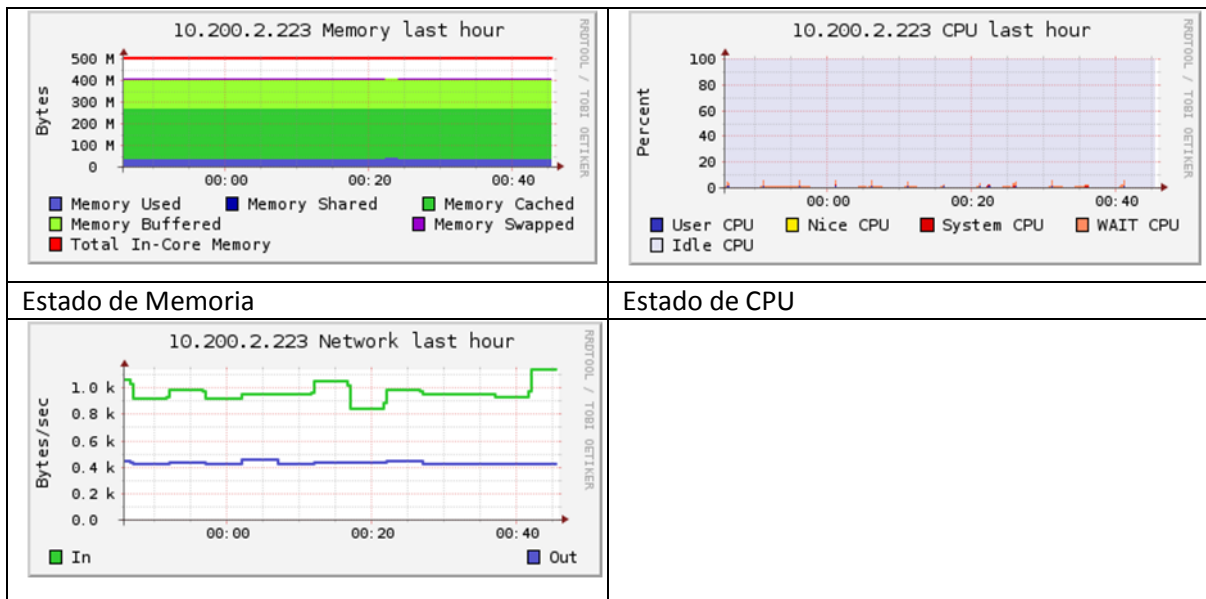 10.200.2.223 Memory last hour
RRDTOOL / TOBI OETIKER
Bytes
500 M
400 M
300 M
200 M
100 M
0
00:00 00:20 00:40
Memory Used Memory Shared Memory Cached
Memory Buffered Memory Swapped
Total In-Core Memory
10.200.2.223 CPU last hour
RRDTOOL / TOBI OETIKER
Percent
100
80
60
40
20
0
00:00 00:20 00:40
User CPU Nice CPU System CPU WAIT CPU
Idle CPU
Estado de Memoria
Estado de CPU
10.200.2.223 Network last hour
RRDTOOL / TOBI OETIKER
Bytes/sec
1.0 k
0.8 k
0.6 k
0.4 k
0.2 k
0.0
00:00 00:20 00:40
In Out